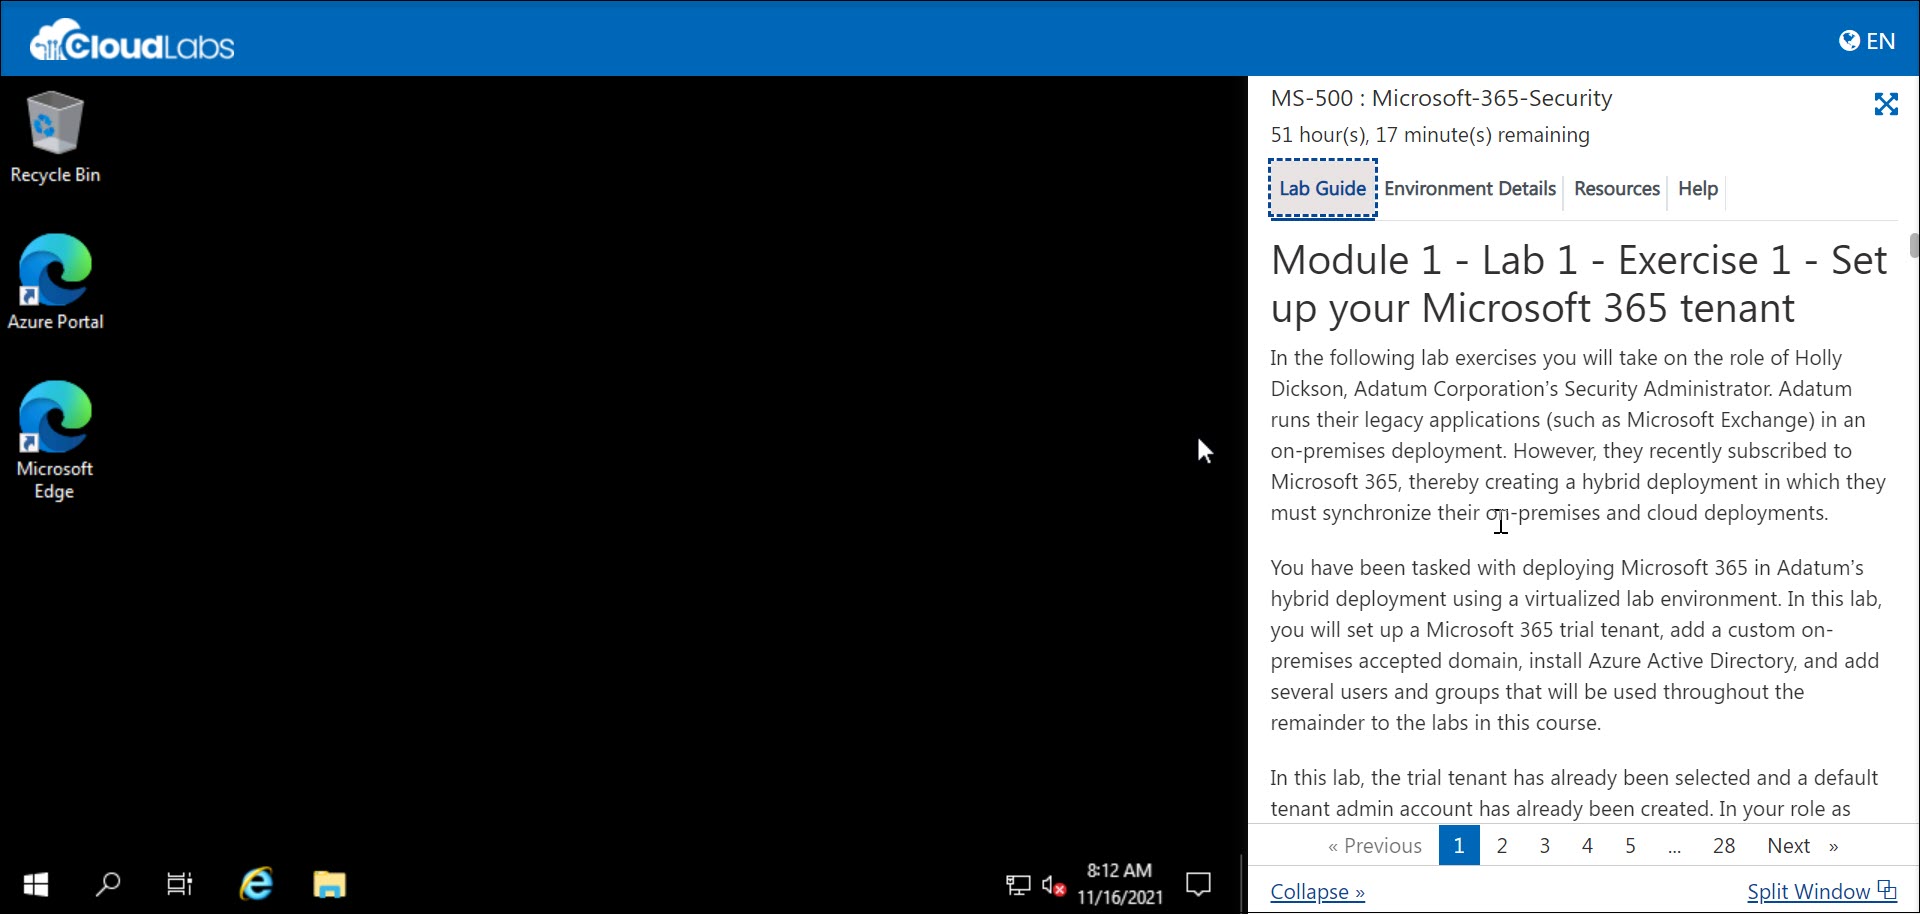 CloudLabs
EN
Recycle Bin
Azure Portal
Microsoft
Edge
8:12 AM
11/16/2021
MS-500 : Microsoft-365-Security
51 hour(s), 17 minute(s) remaining
Lab Guide
Environment Details
Resources
Help
Module 1 - Lab 1 - Exercise 1 - Set
up your Microsoft 365 tenant
In the following lab exercises you will take on the role of Holly
Dickson, Adatum Corporation’s Security Administrator. Adatum
runs their legacy applications (such as Microsoft Exchange) in an
on-premises deployment. However, they recently subscribed to
Microsoft 365, thereby creating a hybrid deployment in which they
must synchronize their on-premises and cloud deployments.
You have been tasked with deploying Microsoft 365 in Adatum’s
hybrid deployment using a virtualized lab environment. In this lab,
you will set up a Microsoft 365 trial tenant, add a custom on-
premises accepted domain, install Azure Active Directory, and add
several users and groups that will be used throughout the
remainder to the labs in this course.
In this lab, the trial tenant has already been selected and a default
tenant admin account has already been created. In your role as
« Previous 1 2 3 4 5 ... 28 Next »
Collapse »
Split Window